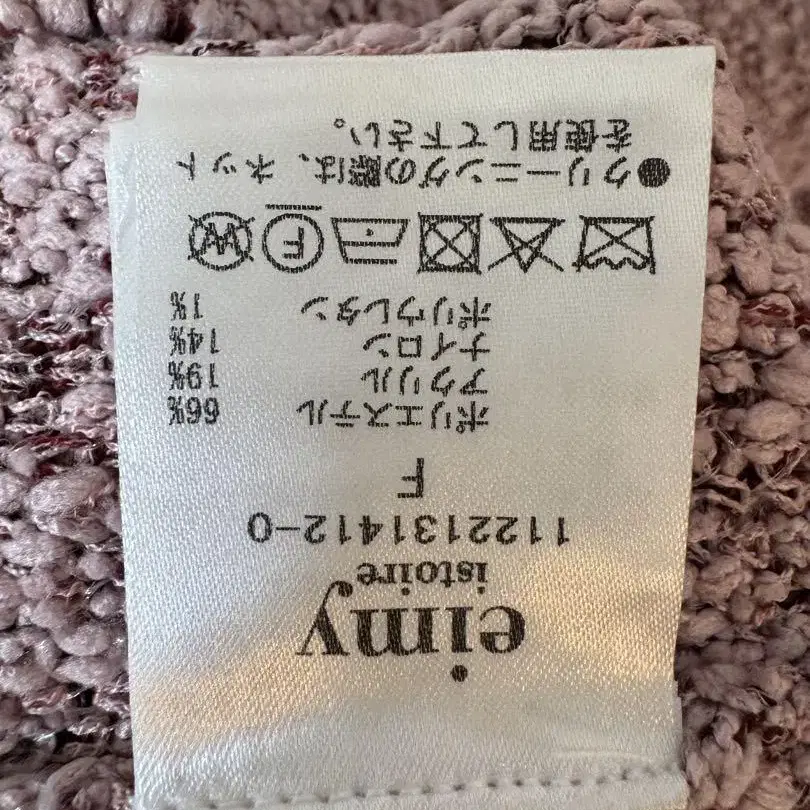 eimy
istoire
1122131412-0
F
ポリエステル 66%
アクリル 19%
ナイロン 14%
ポリウレタン 1%
F W
●クリーニングの際は、ネット
を使用して下さい。